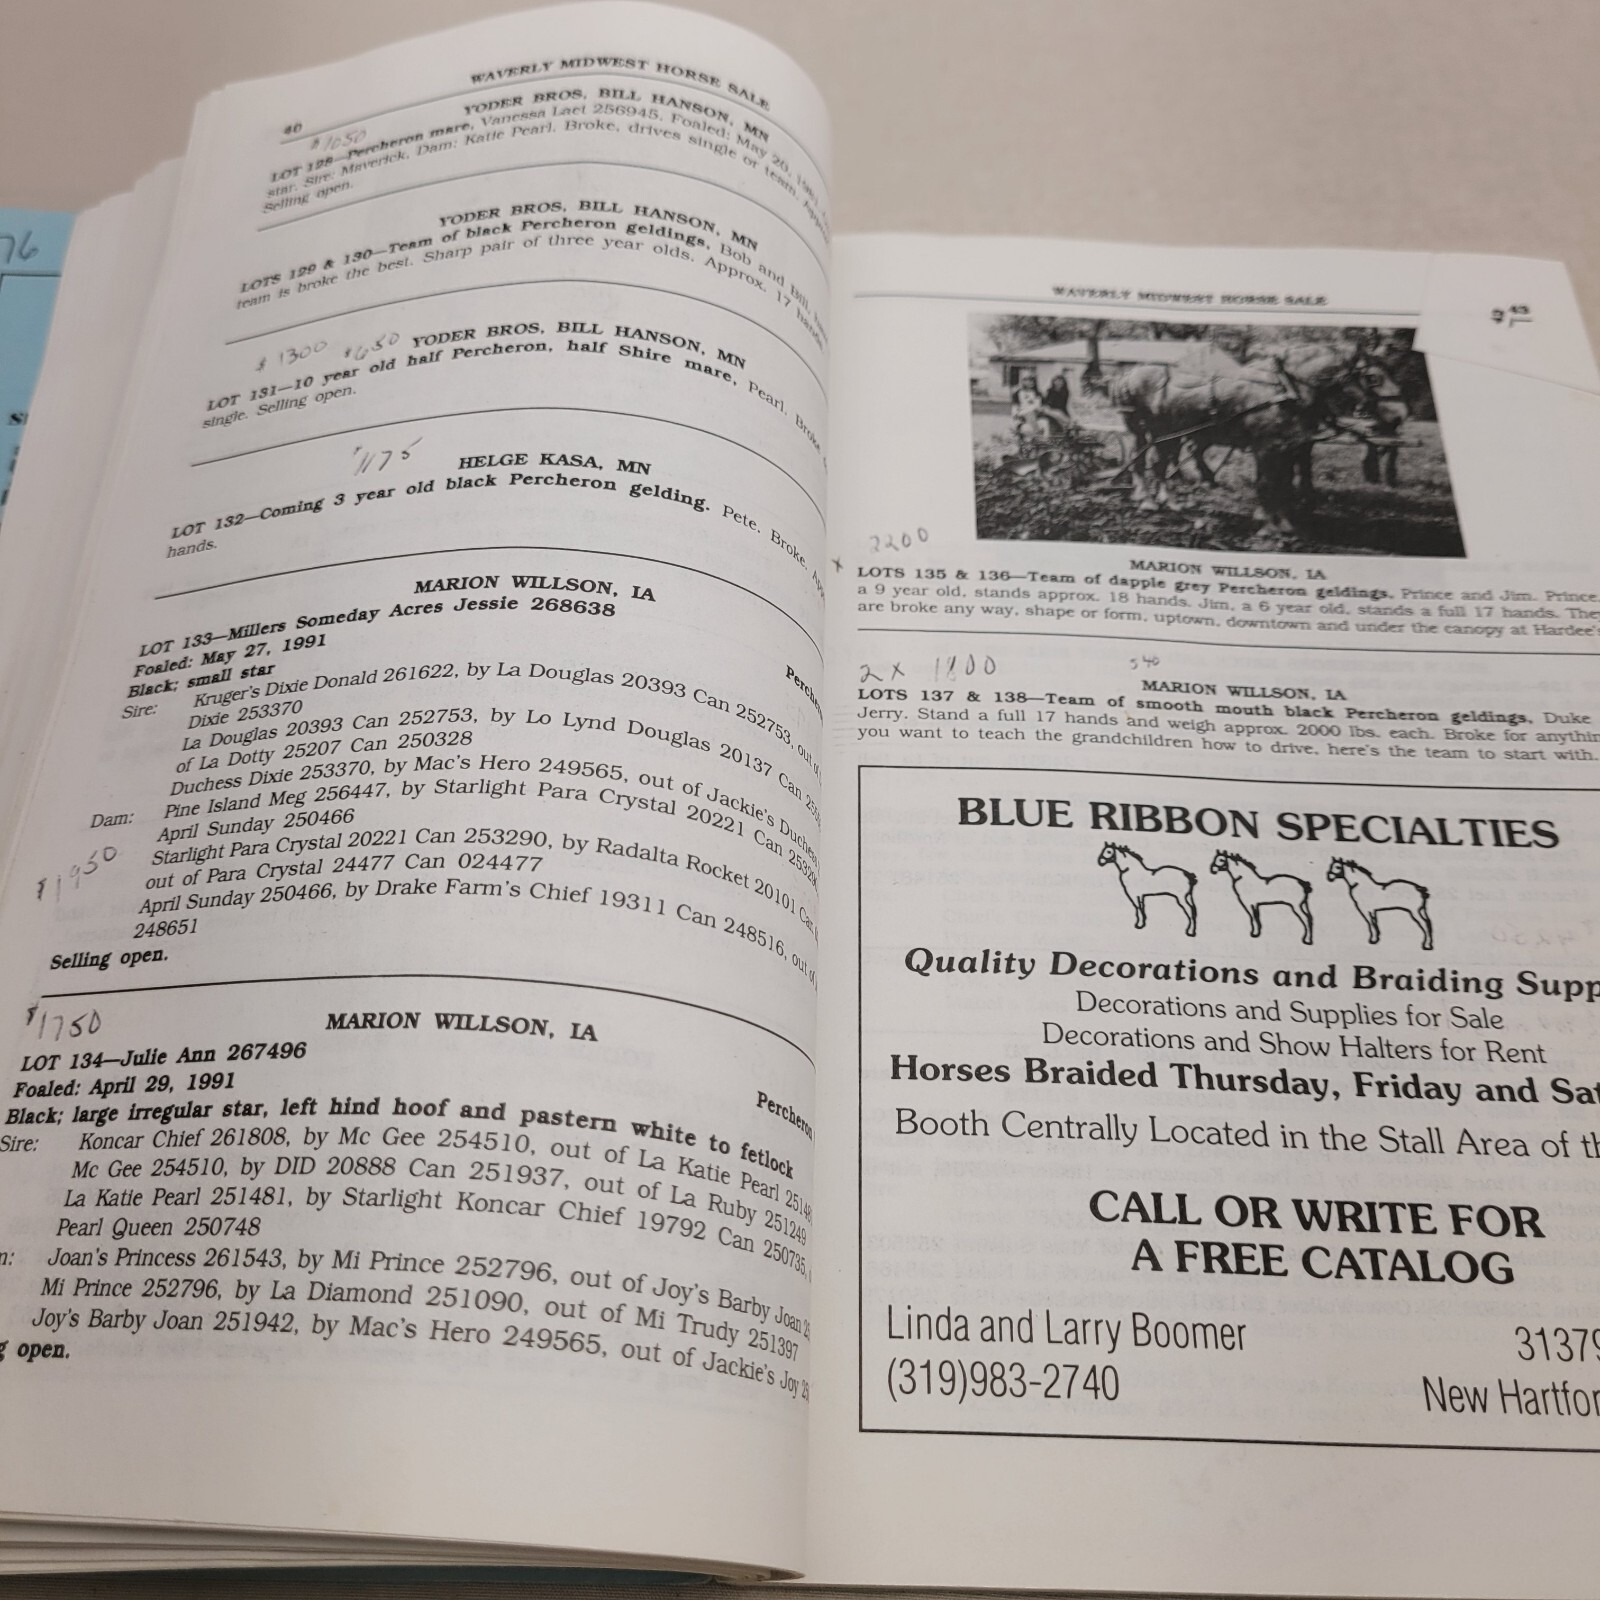 76
WAVERLY MIDWEST HORSE SALE
40
YODER BROS, BILL HANSON, MN
$1050
LOT 128—Percheron mare, Vanessa Laet 256945. Foaled: May 20,
star. Sire: Maverick. Dam: Katie Pearl. Broke, drives single or team.
Selling open.
YODER BROS, BILL HANSON, MN
LOTS 129 & 130—Team of black Percheron geldings, Bob and Bill,
team is broke the best. Sharp pair of three year olds. Approx. 17
$1300 $650 YODER BROS, BILL HANSON, MN
LOT 131—10 year old half Percheron, half Shire mare, Pearl. Broke
single. Selling open.
$1175
HELGE KASA, MN
LOT 132—Coming 3 year old black Percheron gelding. Pete. Broke.
hands.
MARION WILLSON, IA
LOT 133—Millers Someday Acres Jessie 268638
Foaled: May 27, 1991
Black; small star
Sire: Kruger's Dixie Donald 261622, by La Douglas 20393 Can 252753, out of
Dixie 253370
La Douglas 20393 Can 252753, by Lo Lynd Douglas 20137 Can
of La Dotty 25207 Can 250328
Duchess Dixie 253370, by Mac's Hero 249565, out of Jackie's Duchess
Dam: Pine Island Meg 256447, by Starlight Para Crystal 20221 Can
April Sunday 250466
Starlight Para Crystal 20221 Can 253290, by Radalta Rocket 20101
out of Para Crystal 24477 Can 024477
$1950
April Sunday 250466, by Drake Farm's Chief 19311 Can 248516, out of
248651
Selling open.
$1750
MARION WILLSON, IA
LOT 134—Julie Ann 267496
Foaled: April 29, 1991
Percheron
Black; large irregular star, left hind hoof and pastern white to fetlock
Sire: Koncar Chief 261808, by Mc Gee 254510, out of La Katie Pearl
Mc Gee 254510, by DID 20888 Can 251937, out of La Ruby 251249
La Katie Pearl 251481, by Starlight Koncar Chief 19792 Can 250735,
Pearl Queen 250748
Joan's Princess 261543, by Mi Prince 252796, out of Joy's Barby Joan
Mi Prince 252796, by La Diamond 251090, out of Mi Trudy 251397
Joy's Barby Joan 251942, by Mac's Hero 249565, out of Jackie's Joy
open.
WAVERLY MIDWEST HORSE SALE
43
x 2200
MARION WILLSON, IA
LOTS 135 & 136—Team of dapple grey Percheron geldings, Prince and Jim. Prince,
a 9 year old, stands approx. 18 hands. Jim, a 6 year old, stands a full 17 hands. They
are broke any way, shape or form, uptown, downtown and under the canopy at Hardee's
2 x 1800
MARION WILLSON, IA
LOTS 137 & 138—Team of smooth mouth black Percheron geldings, Duke
Jerry. Stand a full 17 hands and weigh approx. 2000 lbs. each. Broke for
you want to teach the grandchildren how to drive, here's the team to start with.
BLUE RIBBON SPECIALTIES
Quality Decorations and Braiding
Decorations and Supplies for Sale
Decorations and Show Halters for Rent
Horses Braided Thursday, Friday and
Booth Centrally Located in the Stall Area of
CALL OR WRITE FOR
A FREE CATALOG
Linda and Larry Boomer
31379
(319)983-2740
New Hartfor